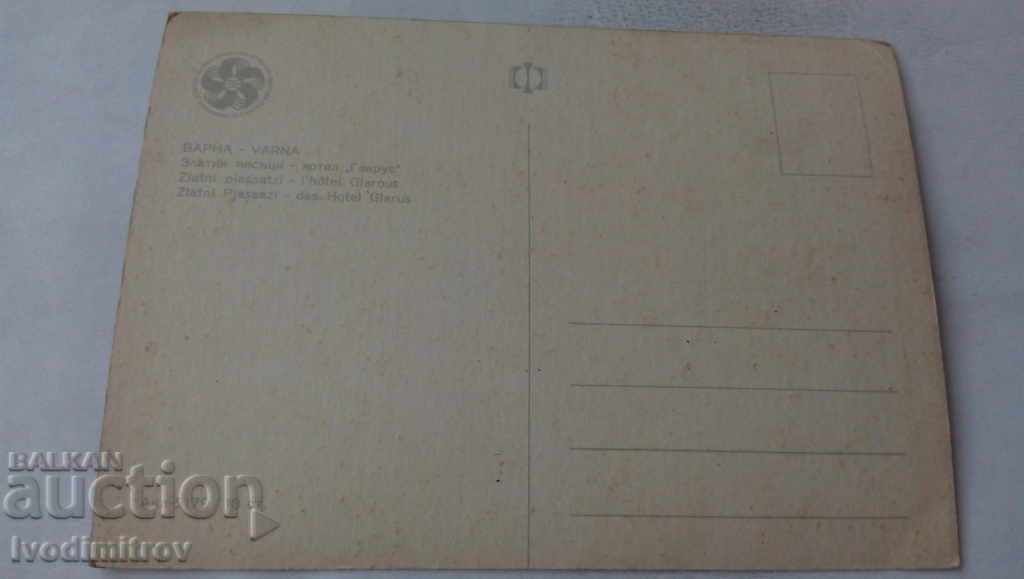 ВАРНА - VARNA
Златни пясъци - хотел „Гларус"
Zlatni piassatzi - l'hôtel Glarous
Zlatni Pjassazi - das Hotel Glarus
BALKAN
auction
Ivodimitrov